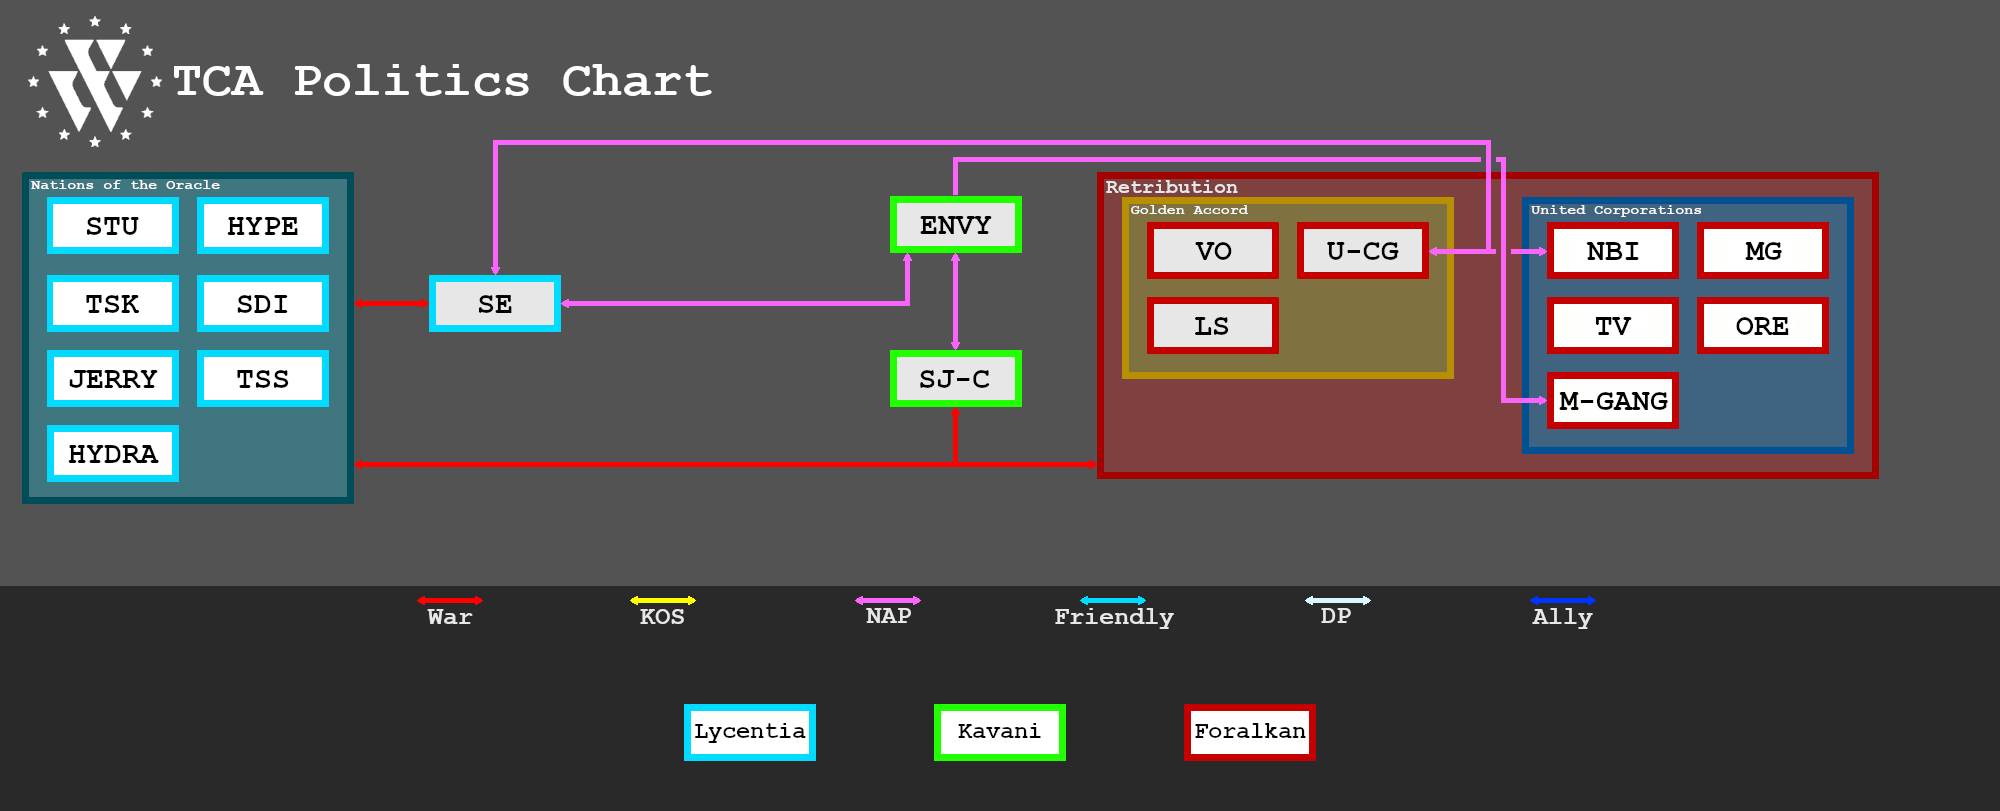 TCA Politics Chart
Nations of the Oracle
STU
HYPE
TSK
SDI
JERRY
TSS
HYDRA
SE
ENVY
SJ-C
Retribution
Golden Accord
VO
U-CG
LS
United Corporations
NBI
MG
TV
ORE
M-GANG
War
KOS
NAP
Friendly
DP
Ally
Lycentia
Kavani
Foralkan